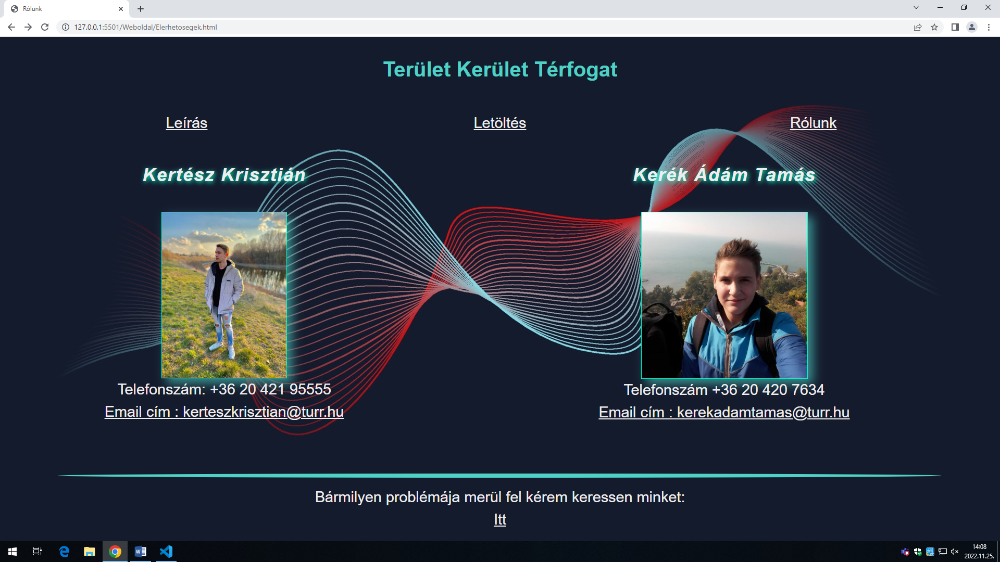 Rólunk
127.0.0.1:5501/Weboldal/Elerhetosegek.html
Terület Kerület Térfogat
Leírás Letöltés Rólunk
Kertész Krisztián
Telefonszám: +36 20 421 95555
Email cím : kerteszkrisztian@turr.hu
Kerék Ádám Tamás
Telefonszám +36 20 420 7634
Email cím : kerekadamtamas@turr.hu
Bármilyen problémája merül fel kérem keressen minket:
Itt
14:08
2022.11.25.